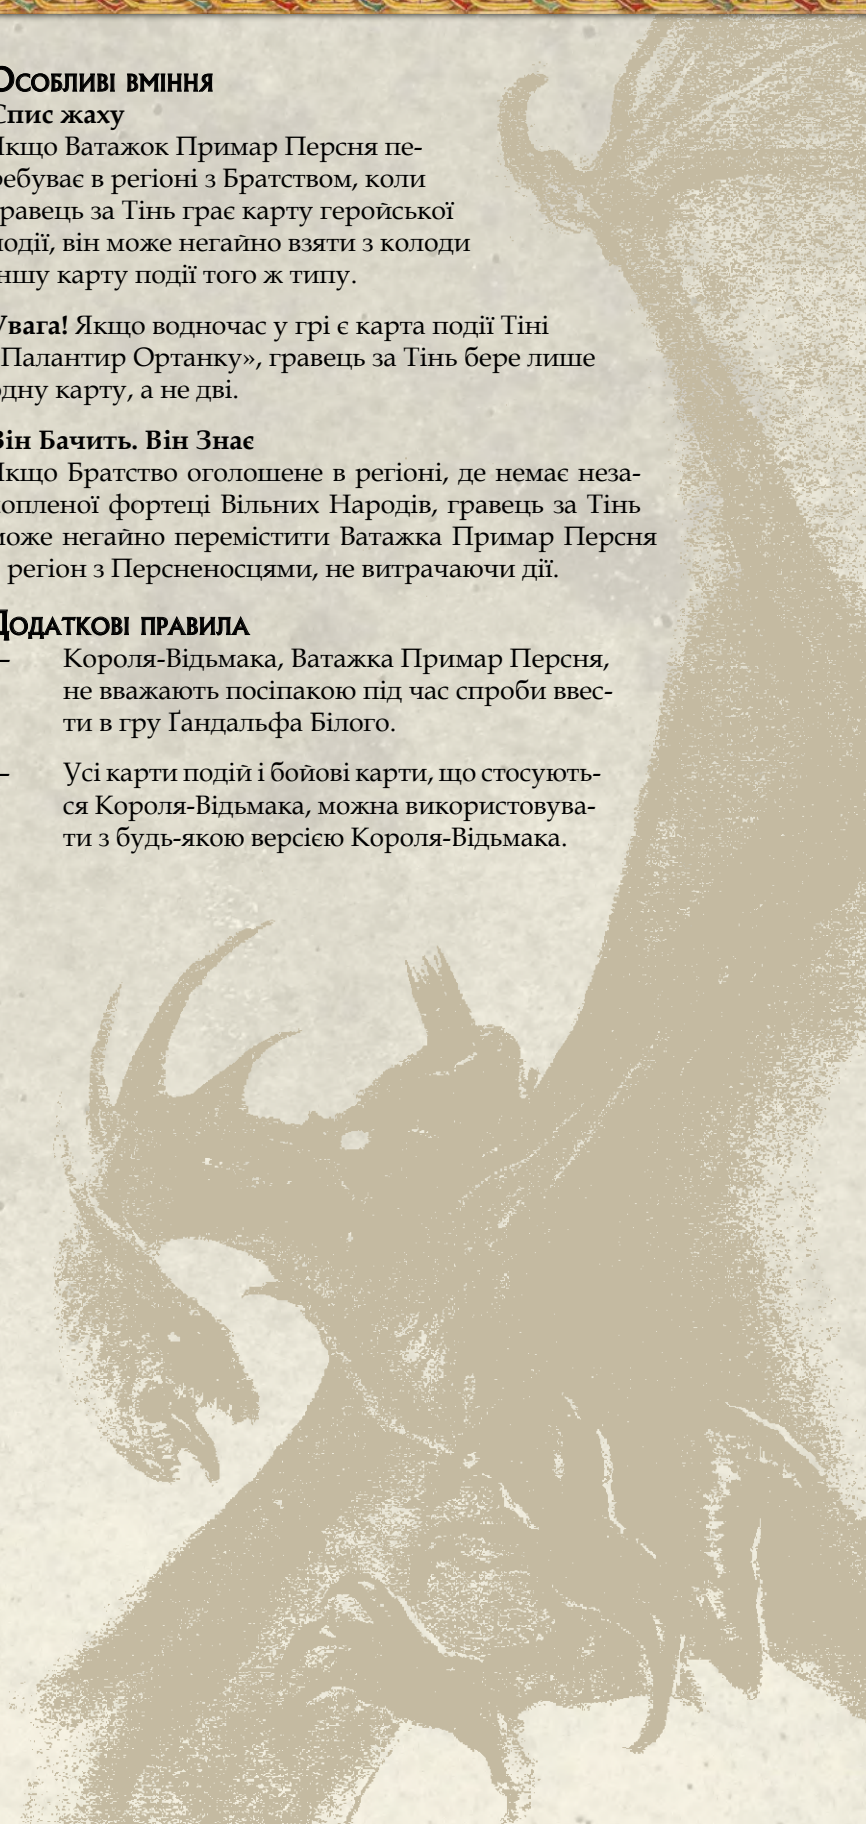 Особливі вміння
Спис жаху
Якщо Ватажок Примар Персня пе-
ребуває в регіоні з Братством, коли
гравець за Тінь грає карту геройської
події, він може негайно взяти з колоди
іншу карту події того ж типу.
Увага! Якщо водночас у грі є карта події Тіні
«Палантир Ортанку», гравець за Тінь бере лише
одну карту, а не дві.
Він Бачить. Він Знає
Якщо Братство оголошене в регіоні, де немає неза-
хопленої фортеці Вільних Народів, гравець за Тінь
може негайно перемістити Ватажка Примар Персня
регіон з Персненосцями, не витрачаючи дії.
Додаткові правила
– Короля-Відьмака, Ватажка Примар Персня,
не вважають посіпакою під час спроби ввес-
ти в гру Ґандальфа Білого.
– Усі карти подій і бойові карти, що стосують-
ся Короля-Відьмака, можна використовува-
ти з будь-якою версією Короля-Відьмака.